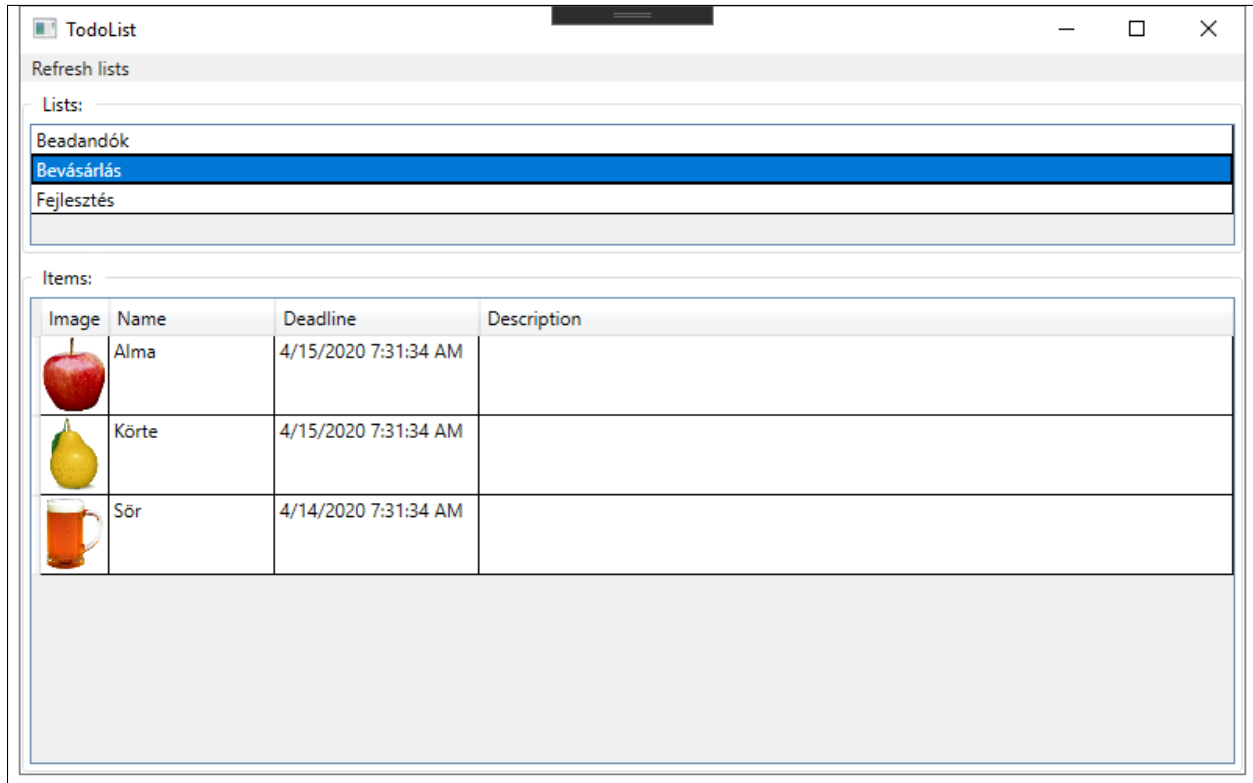 TodoList
Refresh lists
Lists:
Beadandók
Bevásárlás
Fejlesztés
Items:
Image Name Deadline Description
Alma 4/15/2020 7:31:34 AM
Körte 4/15/2020 7:31:34 AM
Sör 4/14/2020 7:31:34 AM